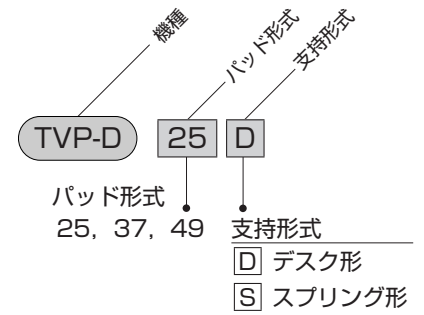 機種
パッド形式
支持形式
TVP-D 25 D
パッド形式
25, 37, 49
支持形式
D デスク形
S スプリング形